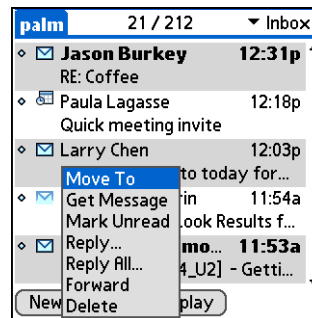 palm 21 / 212 Inbox
Jason Burkey 12:31p
RE: Coffee
Paula Lagasse 12:18p
Quick meeting invite
Larry Chen 12:03p
Move To to today for...
Get Message rin 11:54a
Mark Unread ook Results f...
Reply... mo... 11:53a
Reply All... 4_U2] - Getti...
Forward
New Delete play